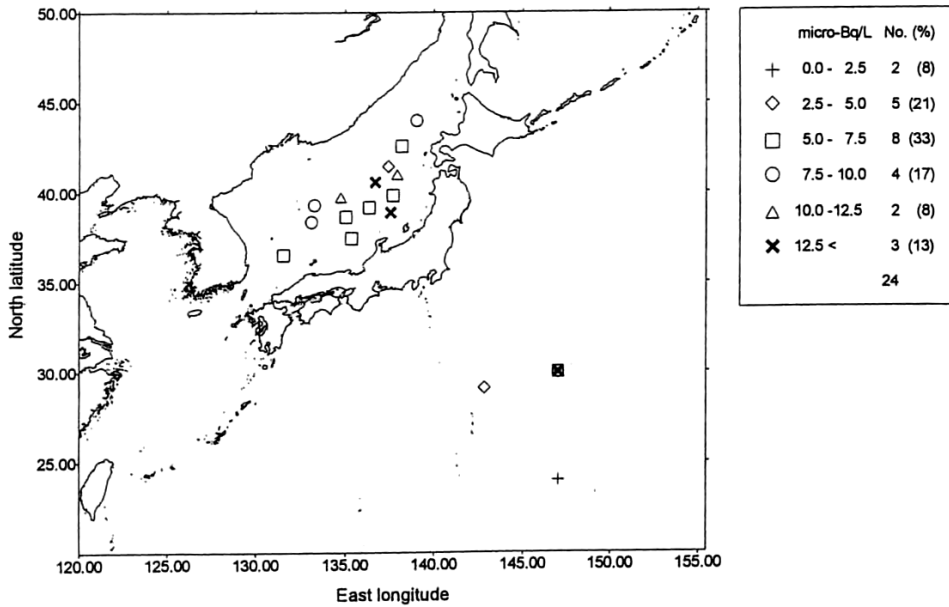 50.00
45.00
40.00
35.00
30.00
25.00
20.00
North latitude
120.00 125.00 130.00 135.00 140.00 145.00 150.00 155.00
East longitude
micro-Bq/L No. (%)
0.0 - 2.5 2 (8)
2.5 - 5.0 5 (21)
5.0 - 7.5 8 (33)
7.5 - 10.0 4 (17)
10.0 -12.5 2 (8)
12.5 < 3 (13)
24